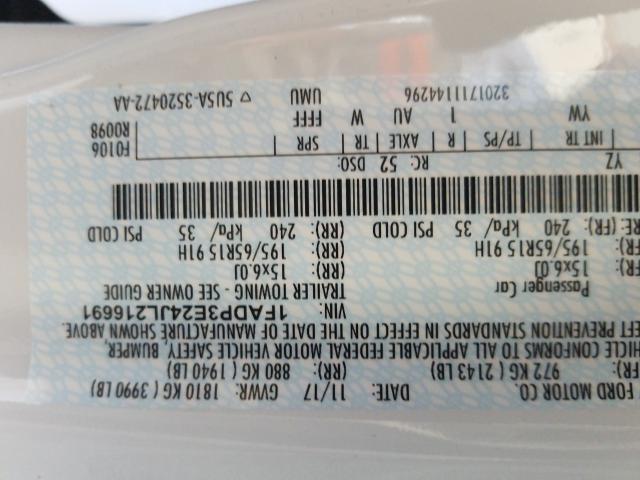 FORD MOTOR CO. DATE: 11/17 GVWR: 1810 KG ( 3990 LB)
FR): 972 KG ( 2143 LB) (RR): 880 KG ( 1940 LB)
HICLE CONFORMS TO ALL APPLICABLE FEDERAL MOTOR VEHICLE SAFETY, BUMPER,
EFT PREVENTION STANDARDS IN EFFECT ON THE DATE OF MANUFACTURE SHOWN ABOVE.
VIN: 1FADP3E24JL216691
Passenger Car TRAILER TOWING - SEE OWNER GUIDE
FR): 15x6.0J (RR): 15x6.0J
195/65R15 91H (RR): 195/65R15 91H
RE: (FR): 240 kPa/ 35 PSI COLD (RR): 240 kPa/ 35 PSI COLD
YZ RC: 52 DSO:
INT TR TP/PS R AXLE TR SPR F0106
YW 1 AU W FFFF R0098
UMU
3201711144296 ▽ 5U5A-3520472-AA